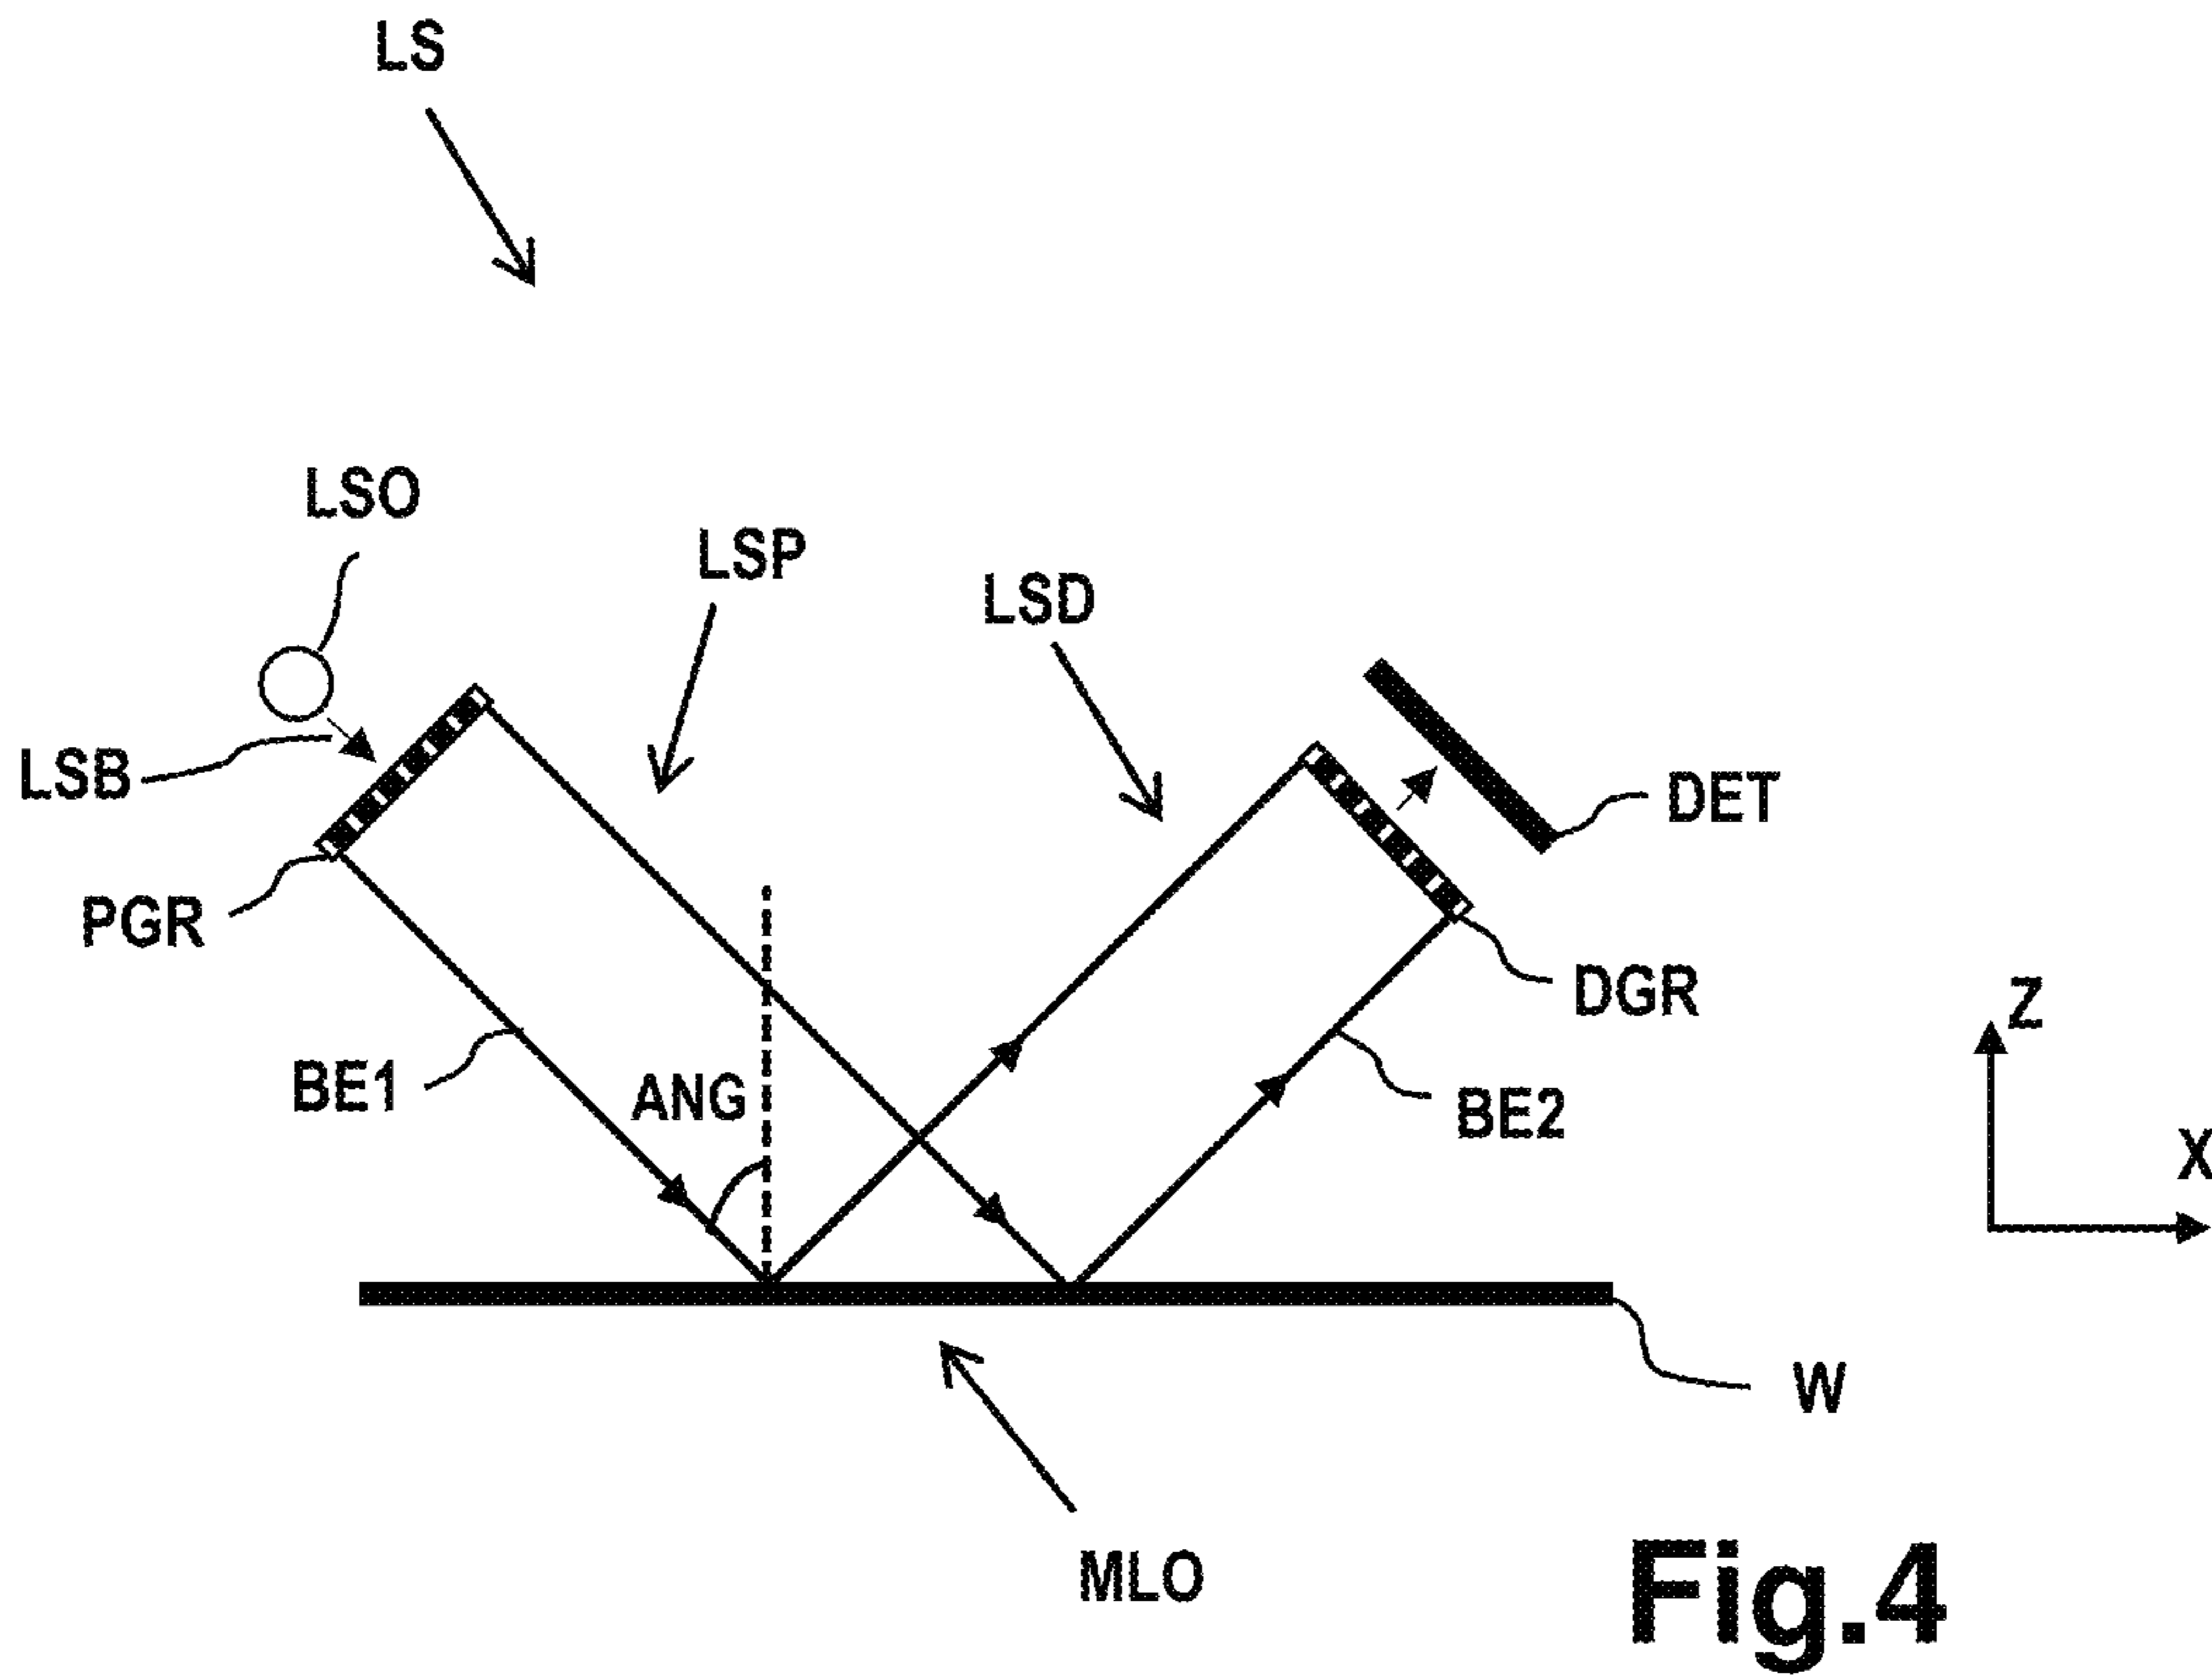 LS
LSO
LSP
LSD
LSB
DET
PGR
DGR
Z
BE1
ANG
BE2
X
W
MLO
Fig.4